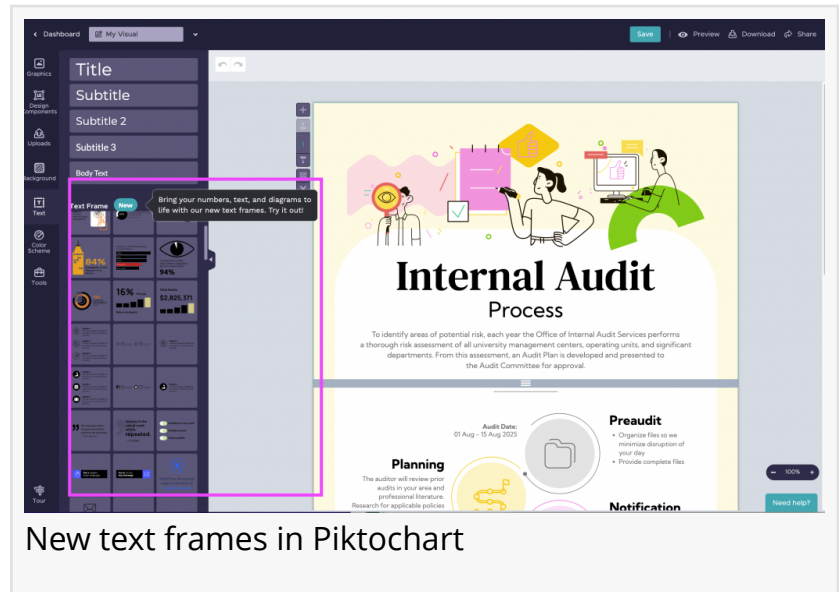 Dashboard
My Visual
Save
Preview
Download
Share
Graphics
Design
Components
Uploads
Background
Text
Color
Scheme
Tools
Tour
Title
Subtitle
Subtitle 2
Subtitle 3
Body Text
Text Frame
New
Bring your numbers, text, and diagrams to
life with our new text frames. Try it out!
84%
94%
16%
$2,825,371
repeated.
Internal Audit
Process
To identify areas of potential risk, each year the Office of Internal Audit Services performs
a thorough risk assessment of all university management centers, operating units, and significant
departments. From this assessment, an Audit Plan is developed and presented to
the Audit Committee for approval.
Audit Date:
01 Aug - 15 Aug 2025
Preaudit
• Organize files so we
minimize disruption of
your day
• Provide complete files
Planning
The auditor will review prior
audits in your area and
professional literature.
Research for applicable policies
Notification
- 100% +
Need help?
New text frames in Piktochart